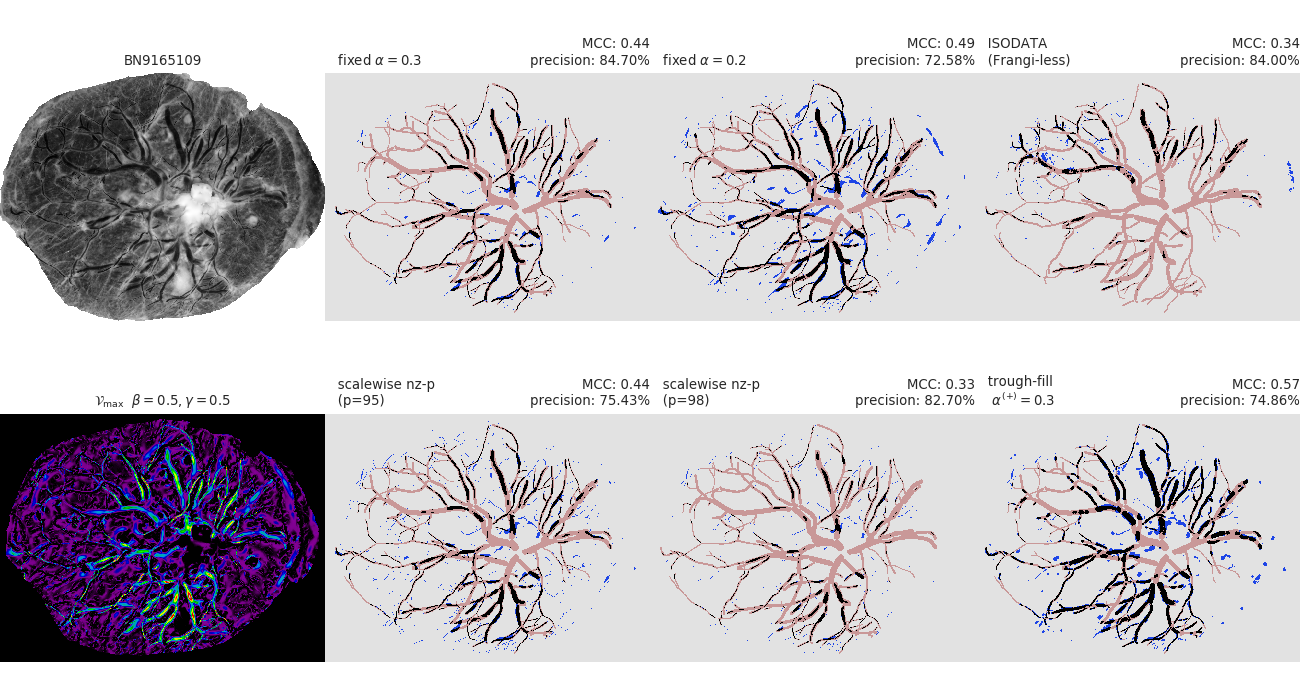 BN9165109
fixed α = 0.3
MCC: 0.44
precision: 84.70%
fixed α = 0.2
MCC: 0.49
precision: 72.58%
ISODATA
(Frangi-less)
MCC: 0.34
precision: 84.00%
𝒱max β = 0.5, γ = 0.5
scalewise nz-p
(p=95)
MCC: 0.44
precision: 75.43%
scalewise nz-p
(p=98)
MCC: 0.33
precision: 82.70%
trough-fill
α(+) = 0.3
MCC: 0.57
precision: 74.86%